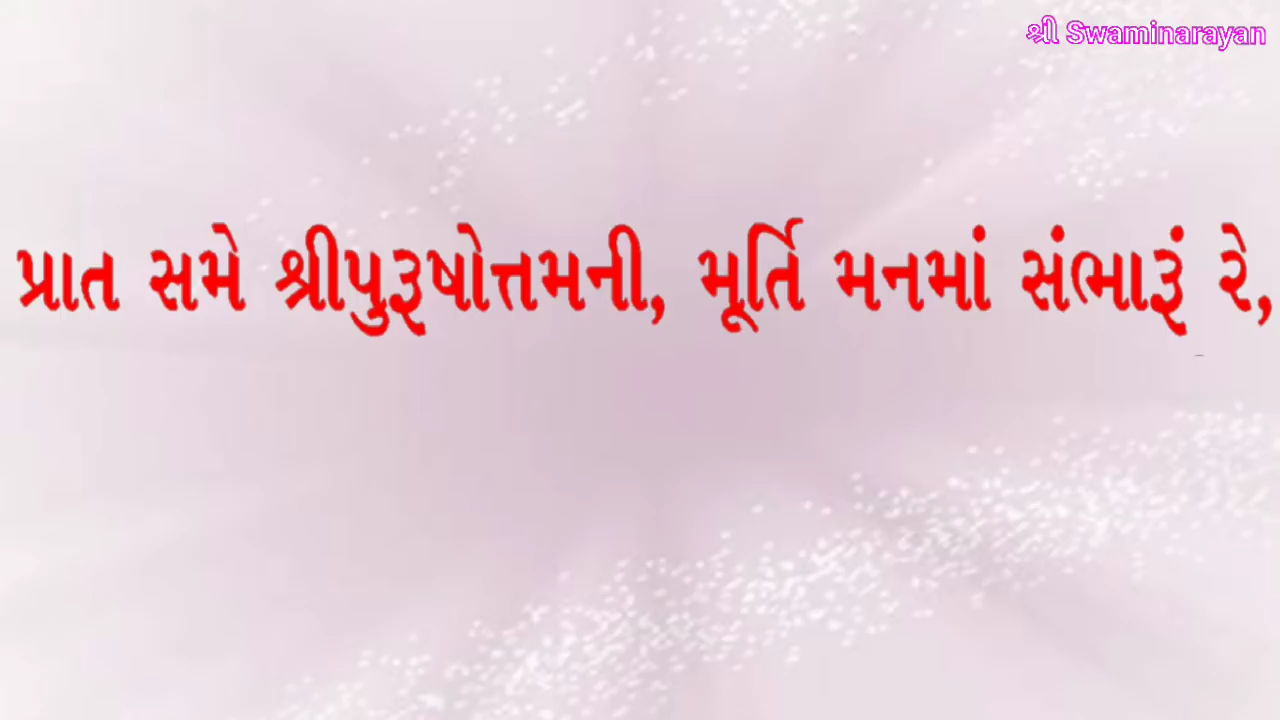 શ્રી Swaminarayan
પ્રાત સમે શ્રીપુરૂષોત્તમની, મૂર્તિ મનમાં સંભારૂં રે,